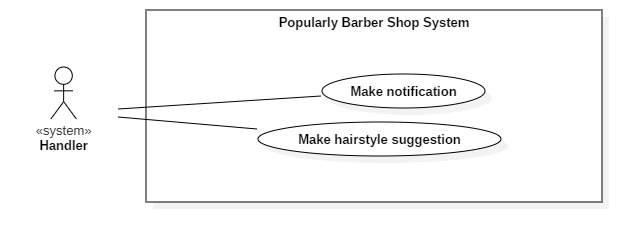 Popularly Barber Shop System
Make notification
«system»
Handler
Make hairstyle suggestion